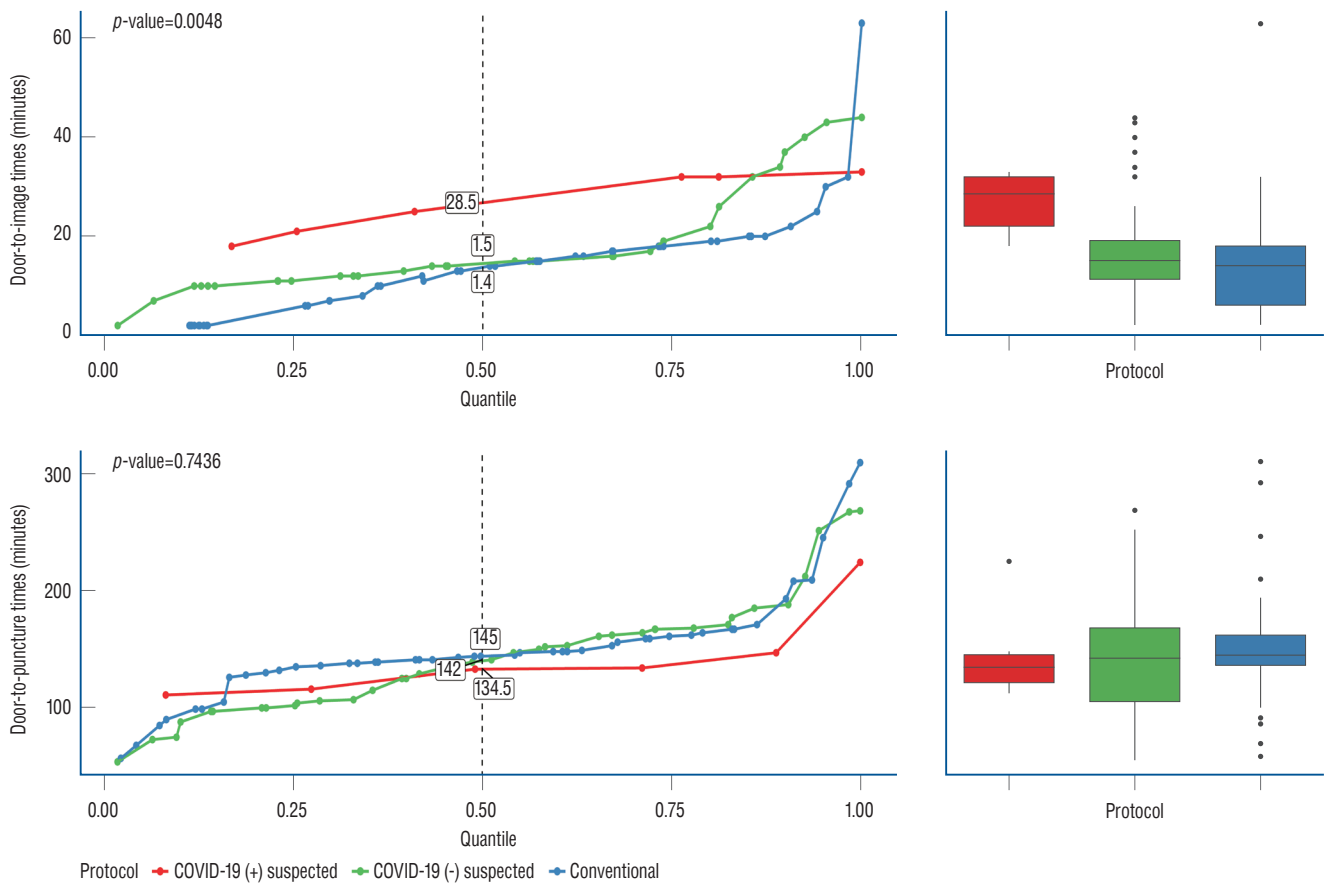 p-value=0.0048
Door-to-image times (minutes)
60
40
20
0
28.5
1.5
1.4
0.00 0.25 0.50 0.75 1.00
Quantile
Protocol
p-value=0.7436
Door-to-puncture times (minutes)
300
200
100
145
142
134.5
0.00 0.25 0.50 0.75 1.00
Quantile
Protocol
Protocol COVID-19 (+) suspected COVID-19 (-) suspected Conventional